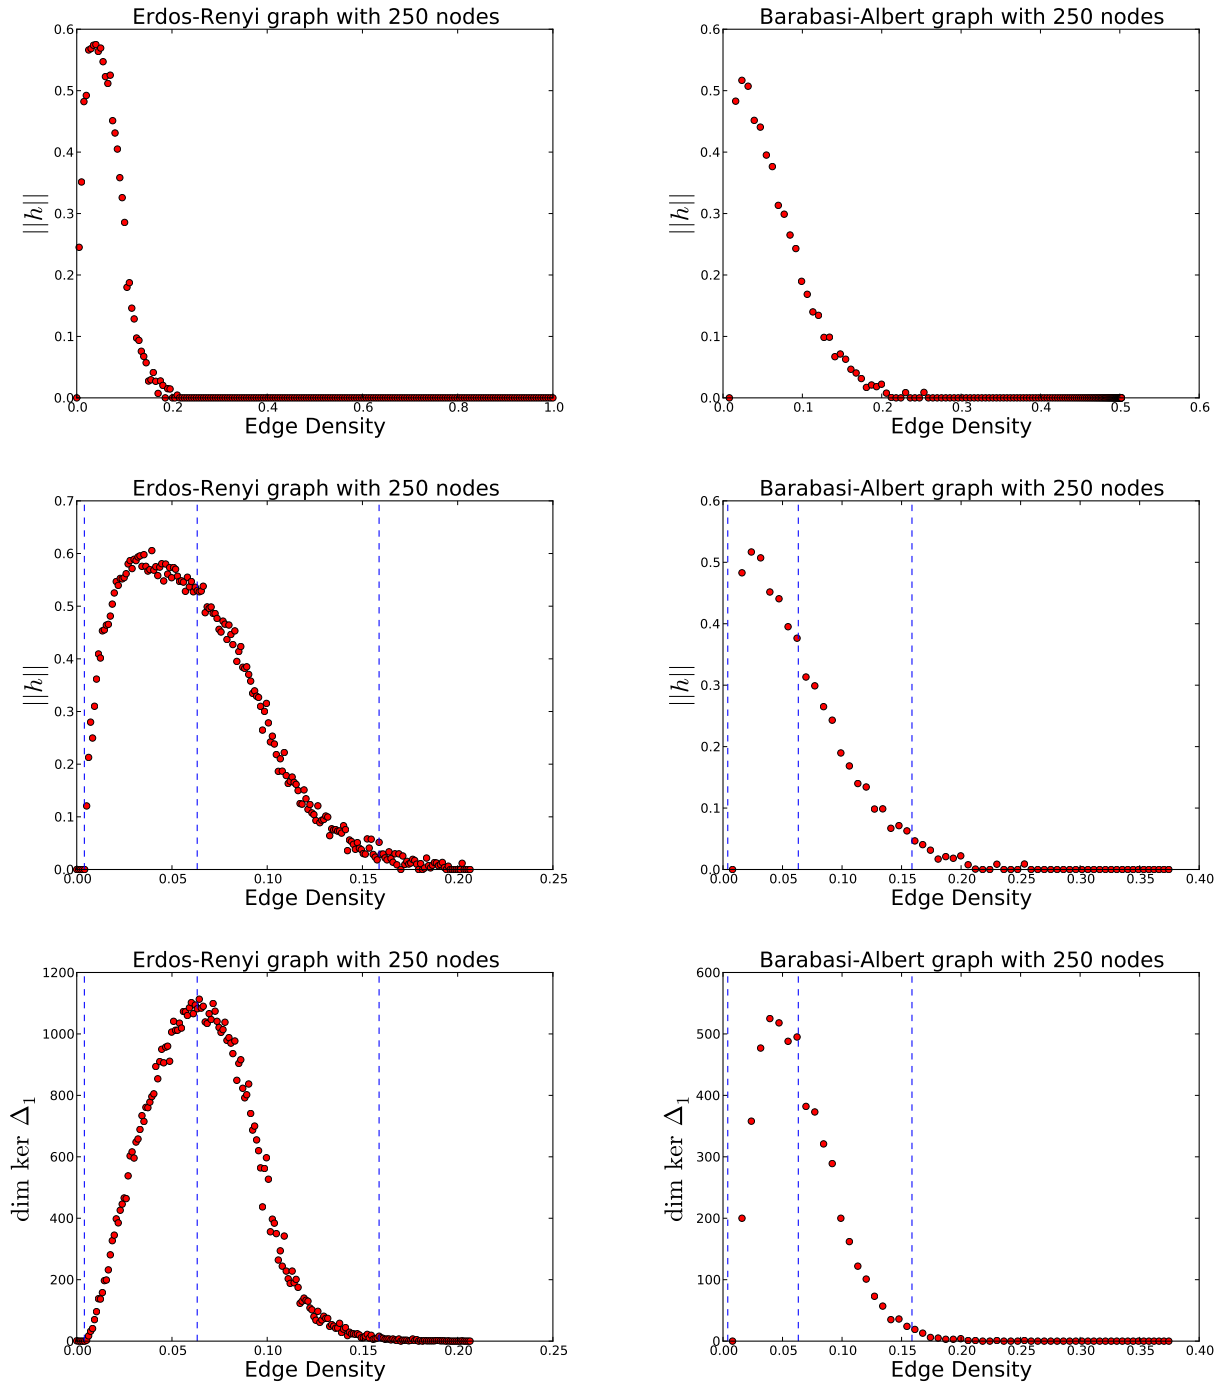 Erdos-Renyi graph with 250 nodes
0.6
0.5
0.4
0.3
0.2
0.1
0.0
||h||
0.0 0.2 0.4 0.6 0.8 1.0
Edge Density
Barabasi-Albert graph with 250 nodes
0.6
0.5
0.4
0.3
0.2
0.1
0.0
||h||
0.0 0.1 0.2 0.3 0.4 0.5 0.6
Edge Density
Erdos-Renyi graph with 250 nodes
0.7
0.6
0.5
0.4
0.3
0.2
0.1
0.0
||h||
0.00 0.05 0.10 0.15 0.20 0.25
Edge Density
Barabasi-Albert graph with 250 nodes
0.6
0.5
0.4
0.3
0.2
0.1
0.0
||h||
0.00 0.05 0.10 0.15 0.20 0.25 0.30 0.35 0.40
Edge Density
Erdos-Renyi graph with 250 nodes
1200
1000
800
600
400
200
0
dim ker Δ₁
0.00 0.05 0.10 0.15 0.20 0.25
Edge Density
Barabasi-Albert graph with 250 nodes
600
500
400
300
200
100
0
dim ker Δ₁
0.00 0.05 0.10 0.15 0.20 0.25 0.30 0.35 0.40
Edge Density